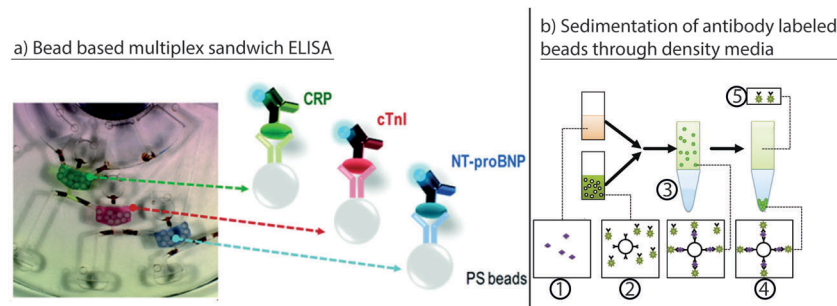 a) Bead based multiplex sandwich ELISA
CRP
cTnI
NT-proBNP
PS beads
b) Sedimentation of antibody labeled
beads through density media
⑤
③
①
②
④